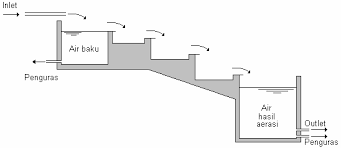 Inlet
Air baku
Penguras
Air
hasil
aerasi
Outlet
Penguras